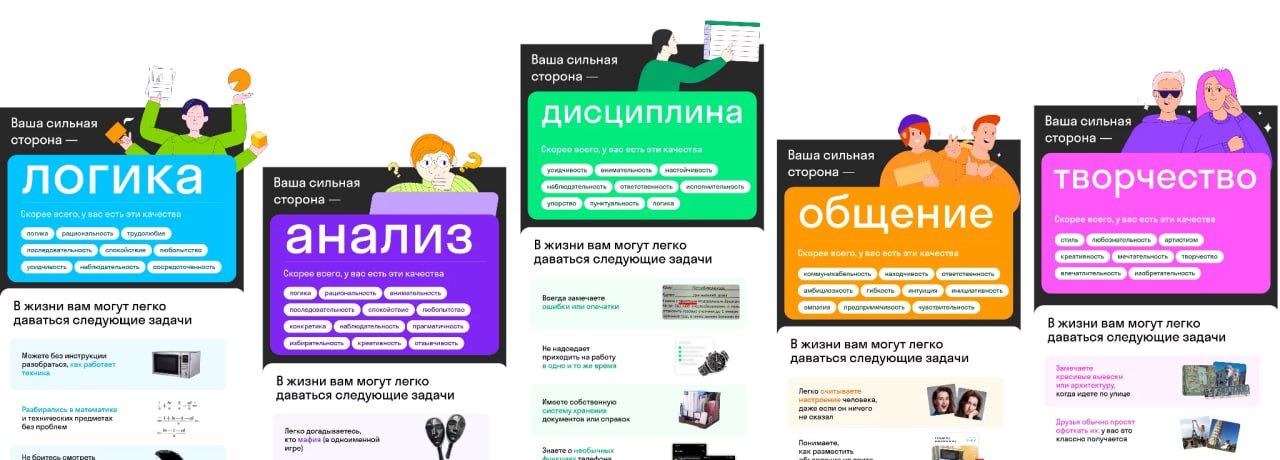 Ваша сильная
сторона —
логика
Скорее всего, у вас есть эти качества
логика рациональность трудолюбие
последовательность спокойствие любопытство
усидчивость наблюдательность сосредоточенность
В жизни вам могут легко
даваться следующие задачи
Можете без инструкции
разобраться, как работает
техника
Разбирались в математика
и технических предметах
без проблем
Не боитесь смотреть
Ваша сильная
сторона —
анализ
Скорее всего, у вас есть эти качества
логика рациональность внимательность
последовательность спокойствие любопытство
конкретика наблюдательность прагматичность
избирательность креативность отзывчивость
В жизни вам могут легко
даваться следующие задачи
Легко догадываетесь,
кто мафия (в одноименной
игре)
Ваша сильная
сторона —
дисциплина
Скорее всего, у вас есть эти качества
усидчивость внимательность настойчивость
наблюдательность ответственность исполнительность
упорство пунктуальность логика
В жизни вам могут легко
даваться следующие задачи
Всегда замечаете
ошибки или опечатки
Не надоедает
приходить на работу
в одно и то же время
Имеете собственную
систему хранения
документов или справок
Знаете о необычных
функциях телефона
Ваша сильная
сторона —
общение
Скорее всего, у вас есть эти качества
коммуникабельность находчивость ответственность
амбициозность гибкость интуиция инициативность
эмпатия предприимчивость чувствительность
В жизни вам могут легко
даваться следующие задачи
Легко считываете
настроение человека,
даже если он ничего
не сказал
Понимаете,
как разместить
Ваша сильная
сторона —
творчество
Скорее всего, у вас есть эти качества
стиль любознательность артистизм
креативность мечтательность творчество
впечатлительность изобретательность
В жизни вам могут легко
даваться следующие задачи
Замечаете
красивые вывески
или архитектуру,
когда идете по улице
Друзья обычно просят
офоткать их: у вас это
классно получается